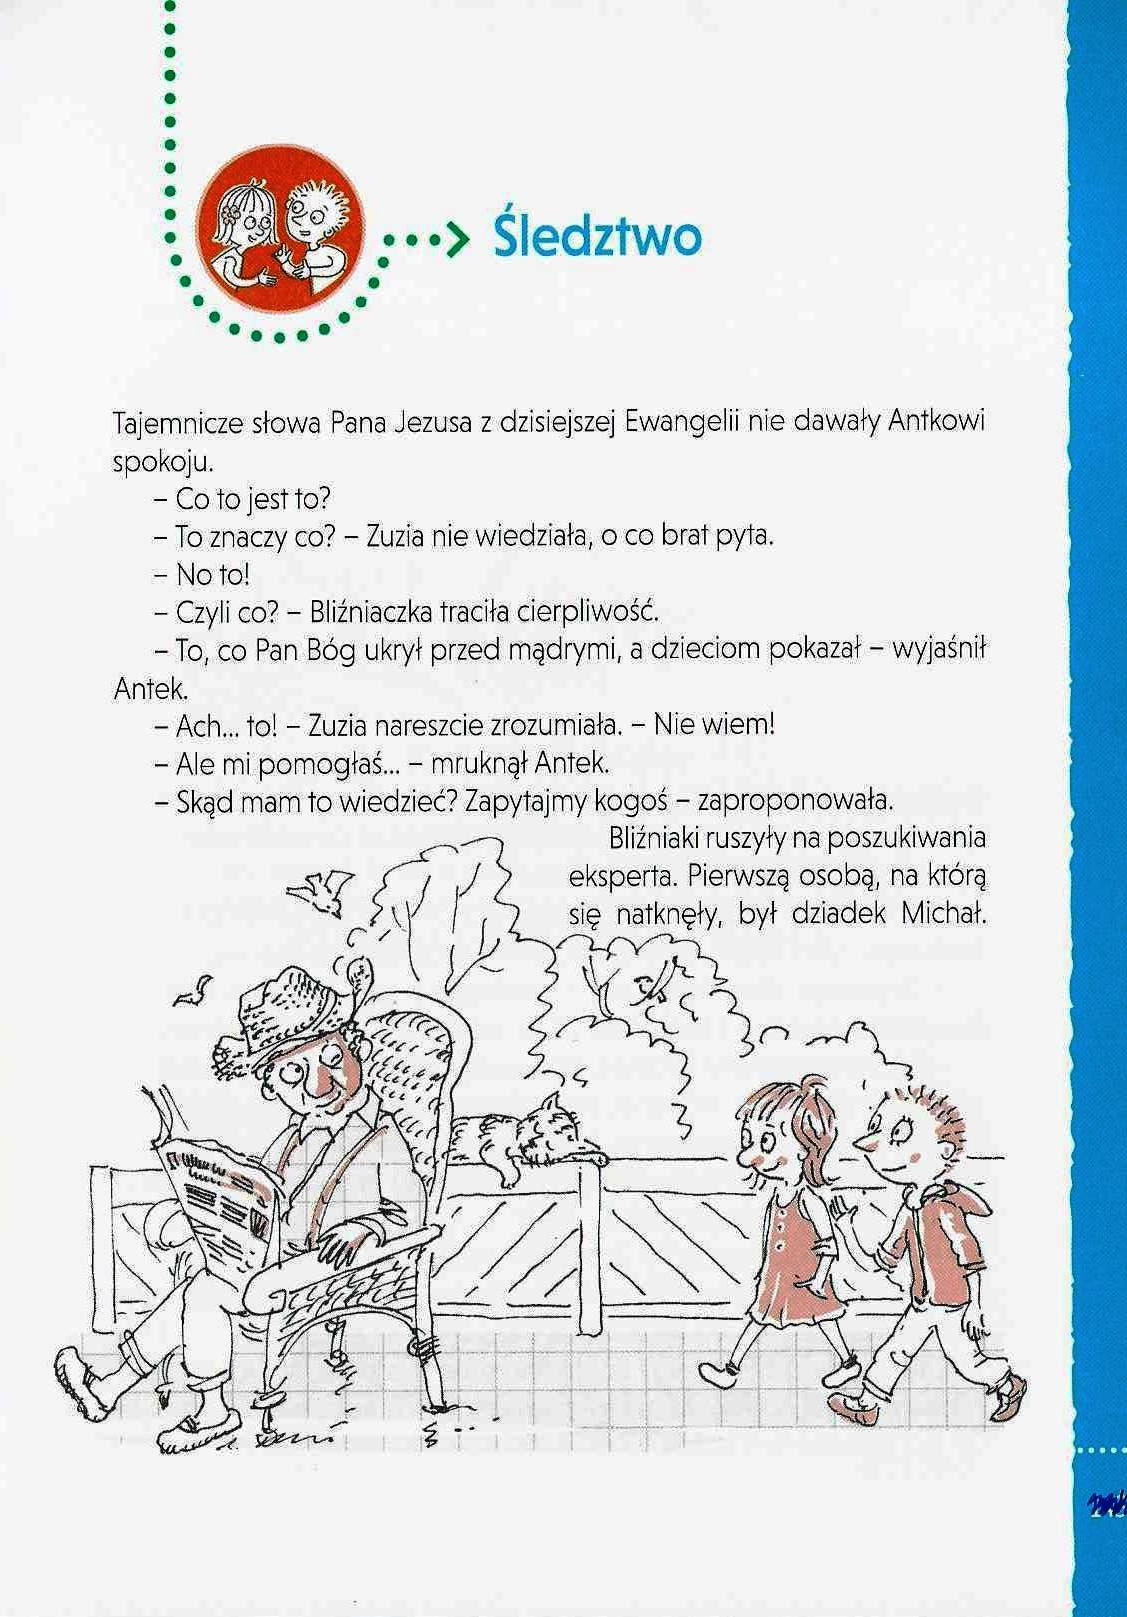 Śledztwo
Tajemnicze słowa Pana Jezusa z dzisiejszej Ewangelii nie dawały Antkowi
spokoju.
– Co to jest to?
– To znaczy co? – Zuzia nie wiedziała, o co brat pyta.
– No to!
– Czyli co? – Bliźniaczka traciła cierpliwość.
– To, co Pan Bóg ukrył przed mądrymi, a dzieciom pokazał – wyjaśnił
Antek.
– Ach... to! – Zuzia nareszcie zrozumiała. – Nie wiem!
– Ale mi pomogłaś... – mruknął Antek.
– Skąd mam to wiedzieć? Zapytajmy kogoś – zaproponowała.
Bliźniaki ruszyły na poszukiwania
eksperta. Pierwszą osobą, na którą
się natknęły, był dziadek Michał.